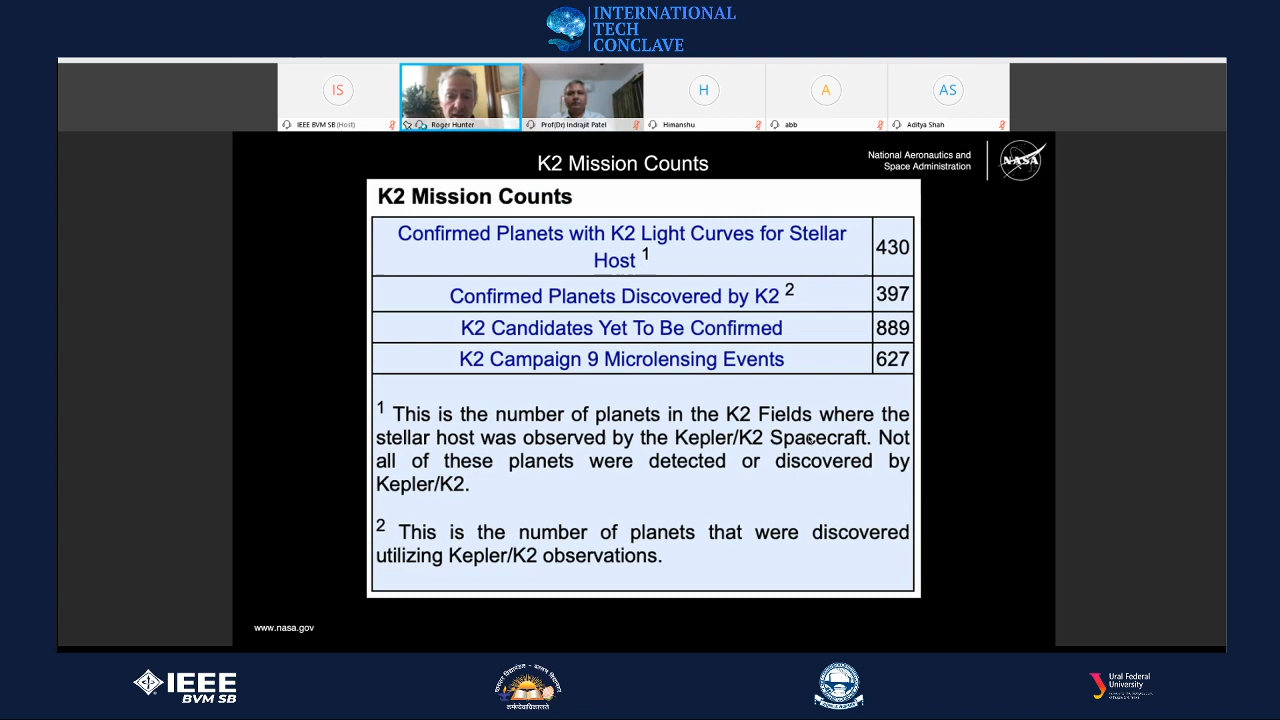 INTERNATIONAL
TECH
CONCLAVE
IS
H
A
AS
IEEE BVM SB (Host)
Roger Hunter
Prof(Dr) Indrajit Patel
Himanshu
abb
Aditya Shah
K2 Mission Counts
National Aeronautics and
Space Administration
NASA
K2 Mission Counts
Confirmed Planets with K2 Light Curves for Stellar
Host 1
430
Confirmed Planets Discovered by K2 2
397
K2 Candidates Yet To Be Confirmed
889
K2 Campaign 9 Microlensing Events
627
1 This is the number of planets in the K2 Fields where the
stellar host was observed by the Kepler/K2 Spacecraft. Not
all of these planets were detected or discovered by
Kepler/K2.
2 This is the number of planets that were discovered
utilizing Kepler/K2 observations.
www.nasa.gov
IEEE
BVM SB
Ural Federal
University